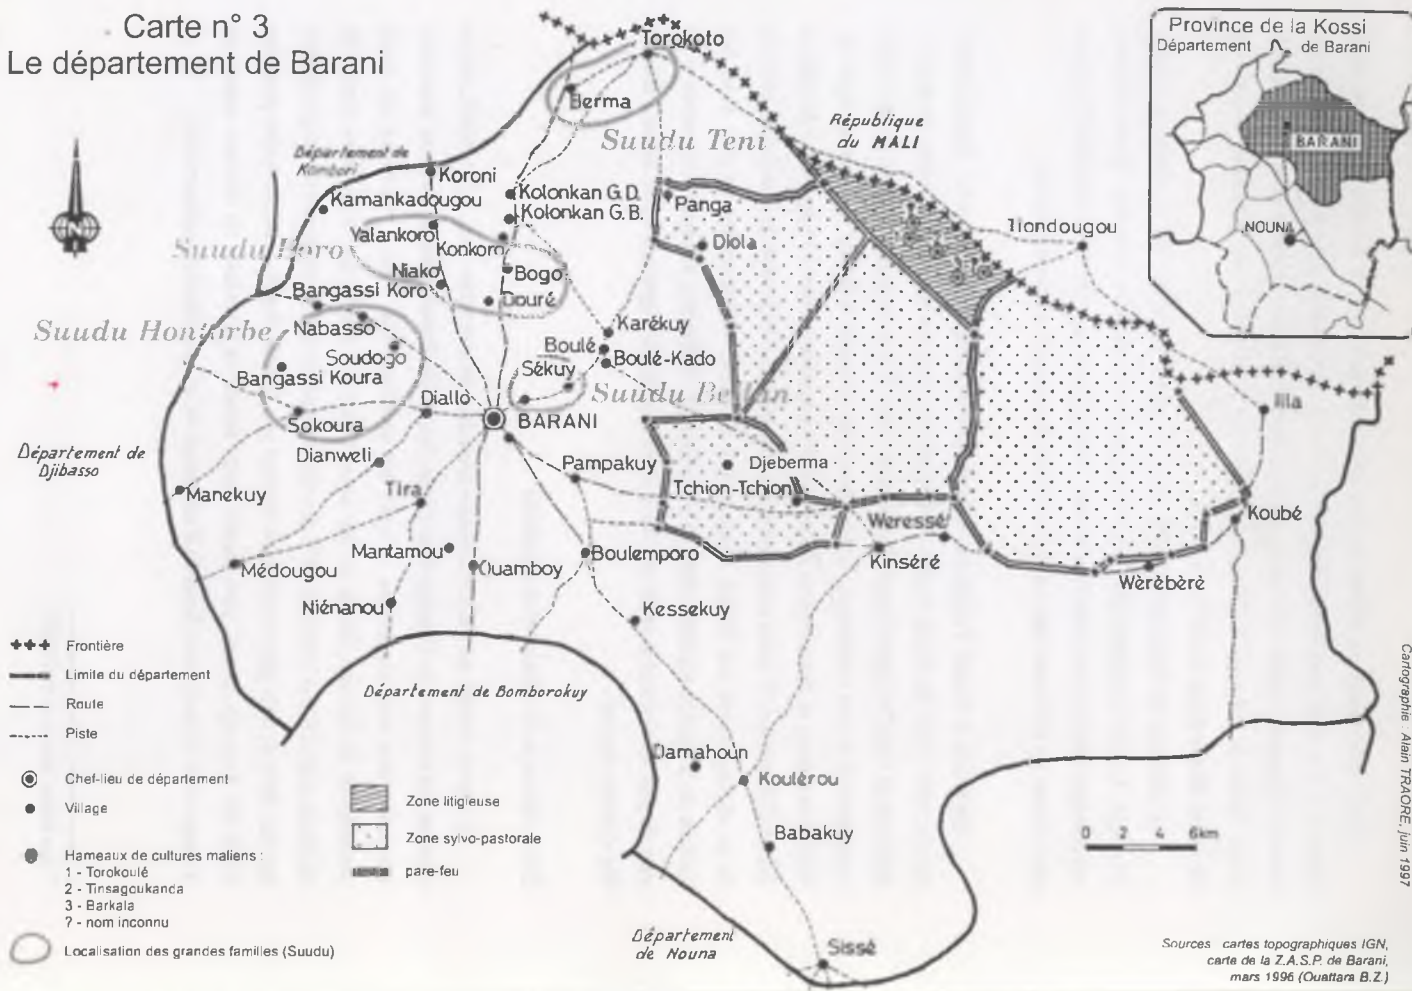 Carte n° 3
Le département de Barani
Province de la Kossi
Département de Barani
BARANI
NOUNA
Torokoto
Berma
Suudu Teni
République
du MALI
Département de
Kombori
Koroni
Kamankadougou
Kolonkan G.D.
Kolonkan G.B.
Panga
Diola
Tiondougou
Yalankoro
Konkoro
Suudu Koro
Niako
Bogo
Bangassi Koro
Douré
Suudu Hontorbe
Nabasso
Karékuy
Soudogo
Boulé
Boulé-Kado
Bangassi Koura
Sékuy
Suudu
Diallo
Illa
Sokoura
BARANI
Département de
Djibasso
Dianweli
Pampakuy
Djeberma
Manekuy
Tira
Tchion-Tchion
Weressé
Koubé
Mantamou
Boulemporo
Kinséré
Médougou
Kuamboy
Wèrèbèrè
Niénanou
Kessekuy
Département de Bomborokuy
Damahoun
Koulérou
Babakuy
Sissé
Département
de Nouna
N
Frontière
Limite du département
Route
Piste
Chef-lieu de département
Village
Hameaux de cultures maliens :
1 - Torokoulé
2 - Tinsagoukanda
3 - Barkala
? - nom inconnu
Localisation des grandes familles (Suudu)
Zone litigieuse
Zone sylvo-pastorale
pare-feu
0 2 4 6km
Cartographie : Alain TRAORE, juin 1997
Sources cartes topographiques IGN,
carte de la Z.A.S.P. de Barani,
mars 1996 (Ouattara B.Z.)